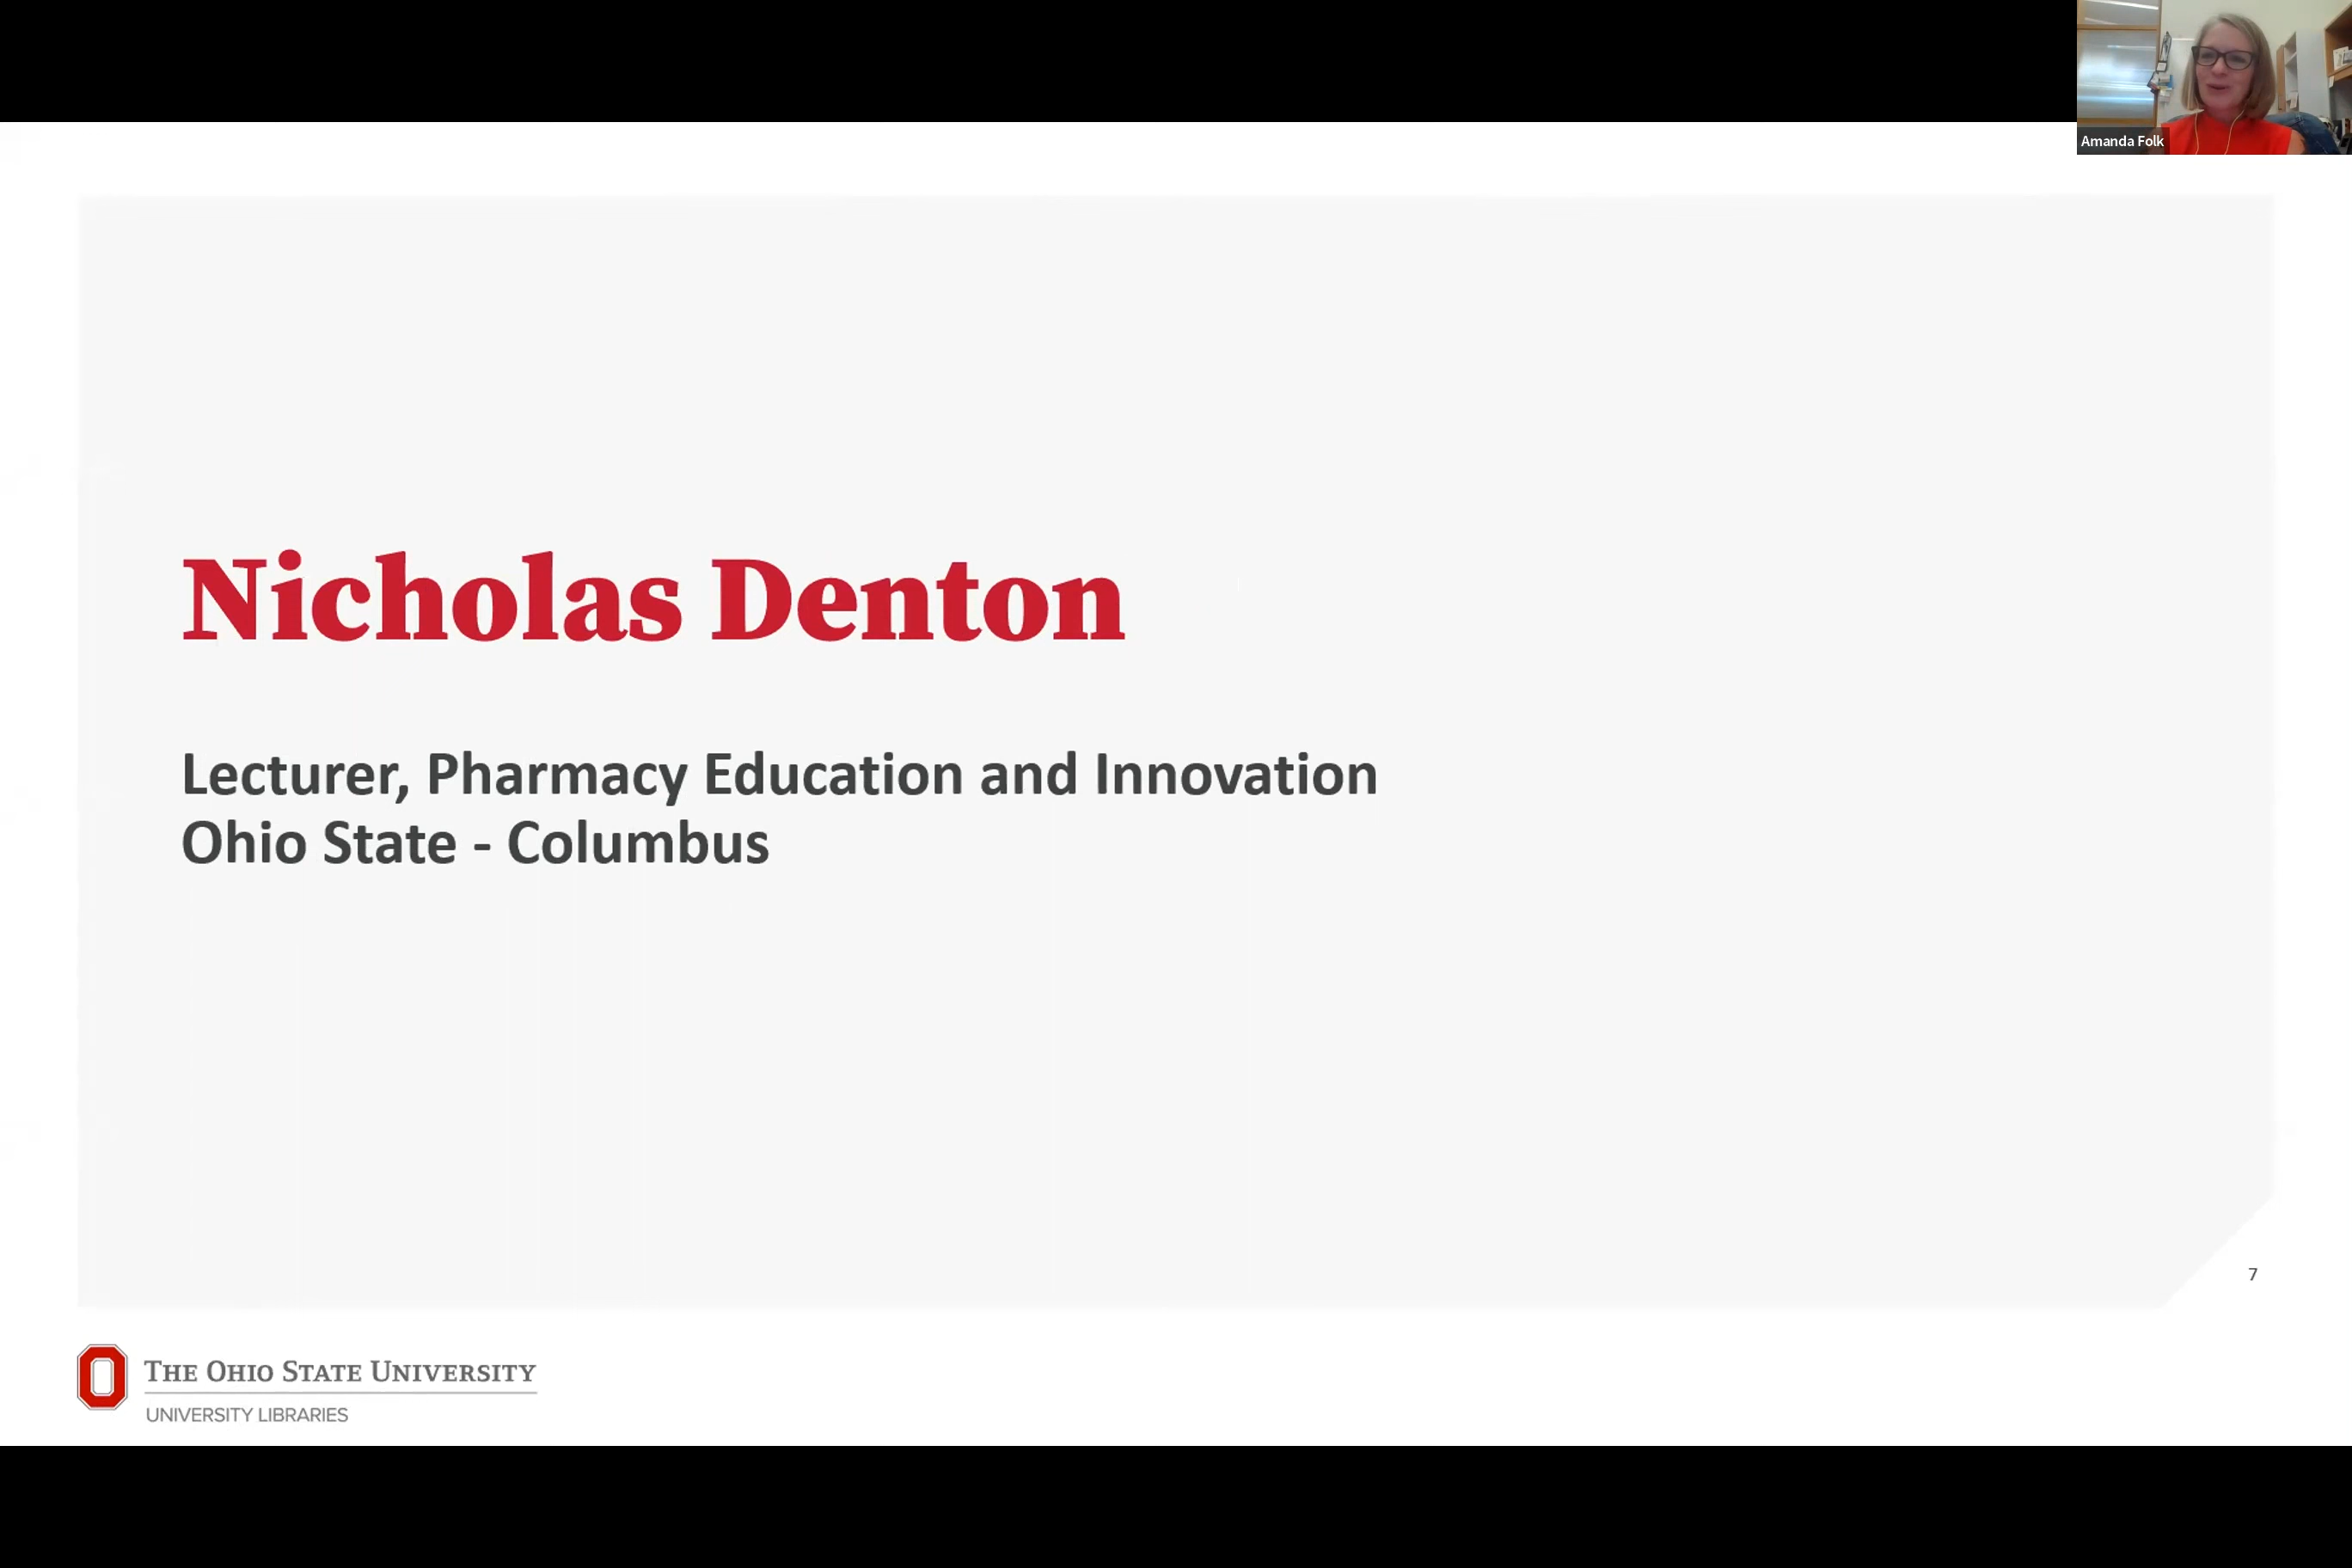 Amanda Folk
Nicholas Denton
Lecturer, Pharmacy Education and Innovation
Ohio State - Columbus
7
THE OHIO STATE UNIVERSITY
UNIVERSITY LIBRARIES